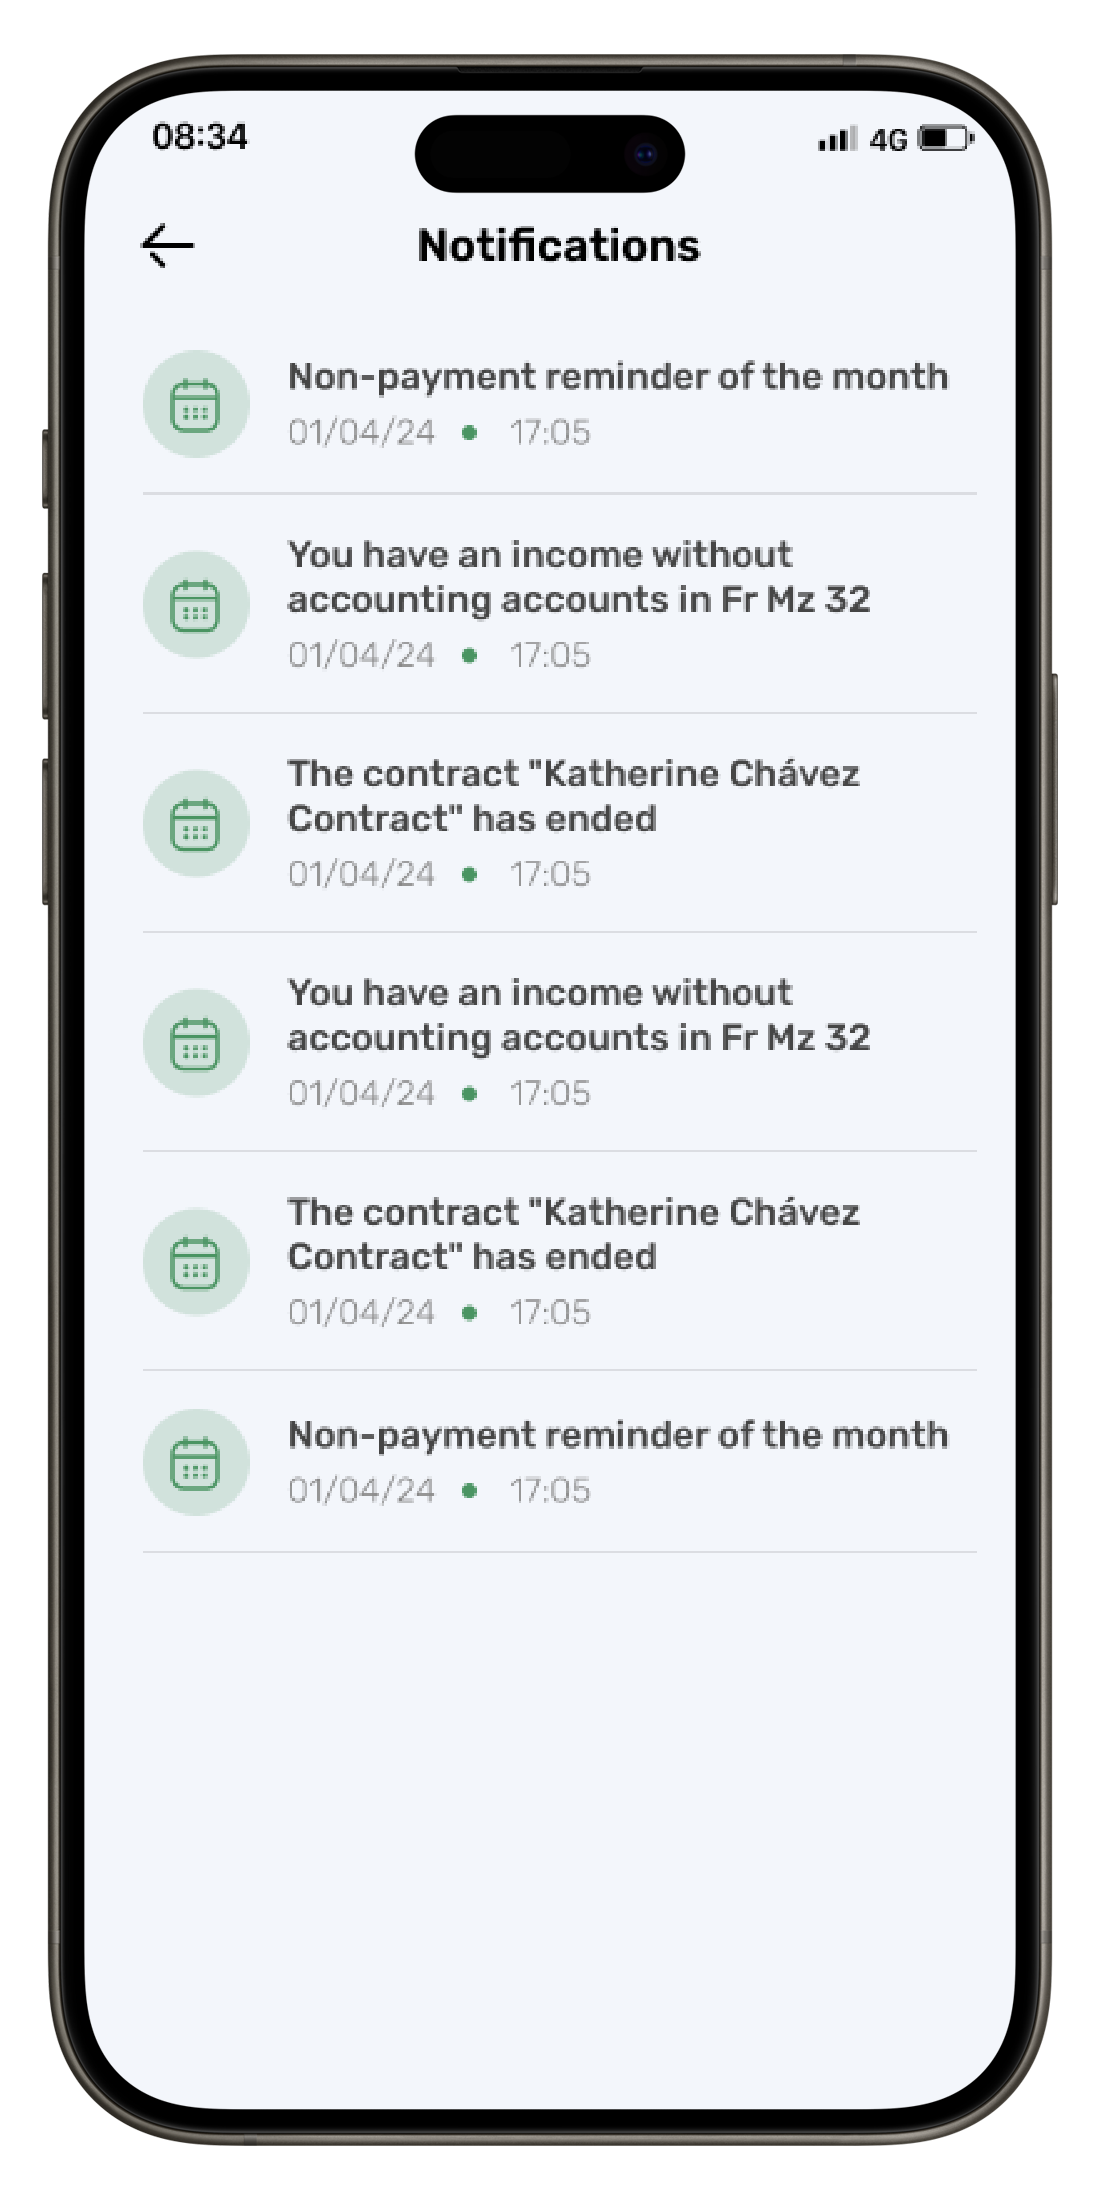 08:34
4G
Notifications
Non-payment reminder of the month
01/04/24 • 17:05
You have an income without
accounting accounts in Fr Mz 32
01/04/24 • 17:05
The contract "Katherine Chávez
Contract" has ended
01/04/24 • 17:05
You have an income without
accounting accounts in Fr Mz 32
01/04/24 • 17:05
The contract "Katherine Chávez
Contract" has ended
01/04/24 • 17:05
Non-payment reminder of the month
01/04/24 • 17:05